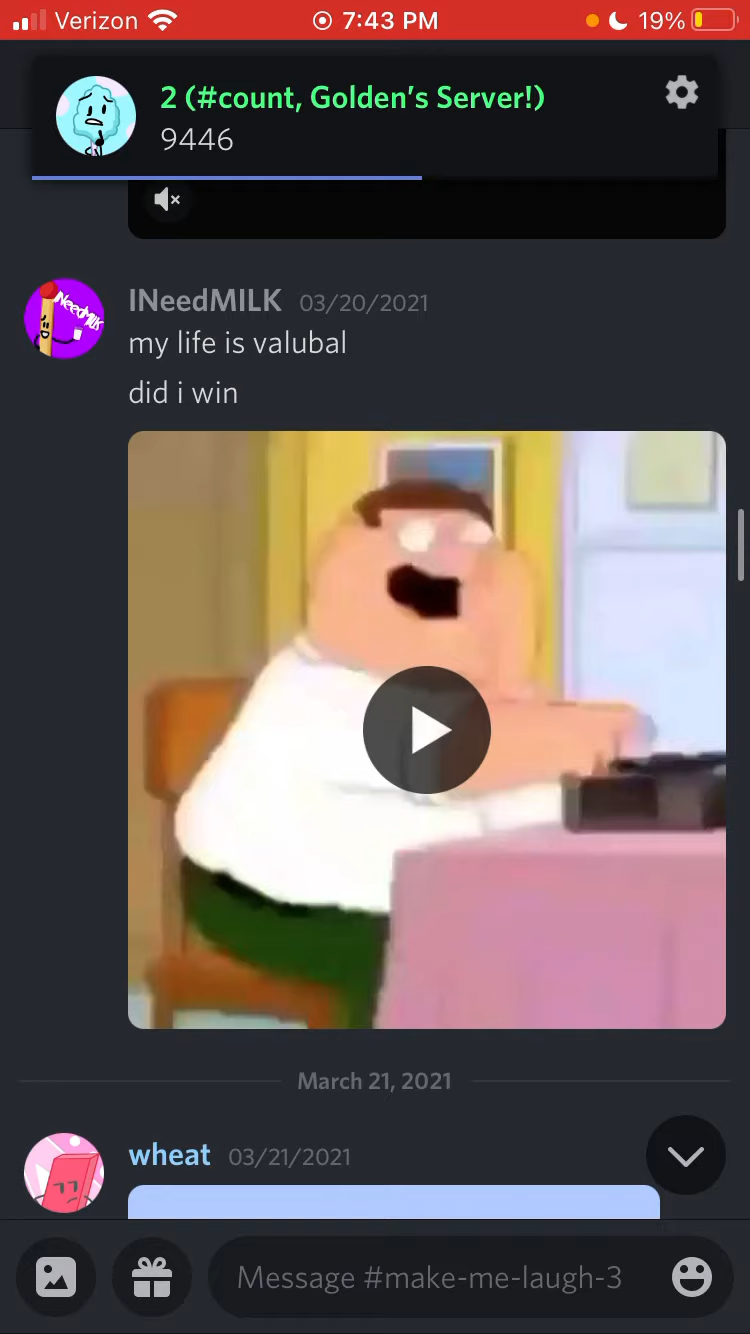 Verizon 7:43 PM 19%
2 (#count, Golden's Server!)
9446
INeedMILK 03/20/2021
my life is valubal
did i win
INeedMilk
March 21, 2021
wheat 03/21/2021
Message #make-me-laugh-3